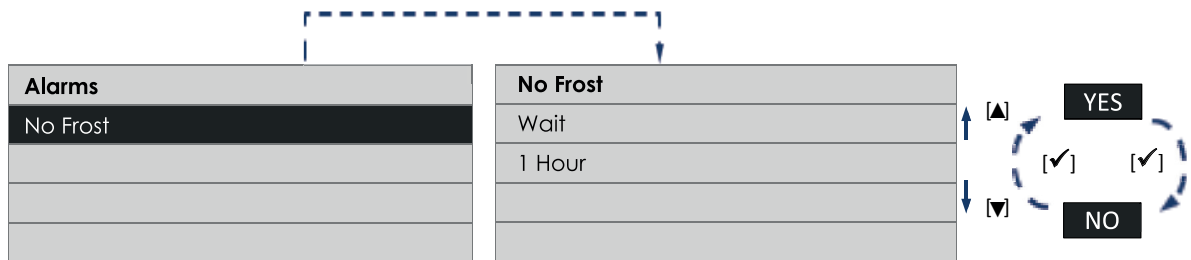 Alarms
No Frost
No Frost
Wait
1 Hour
[▲]
[▼]
YES
[✓] [✓]
NO